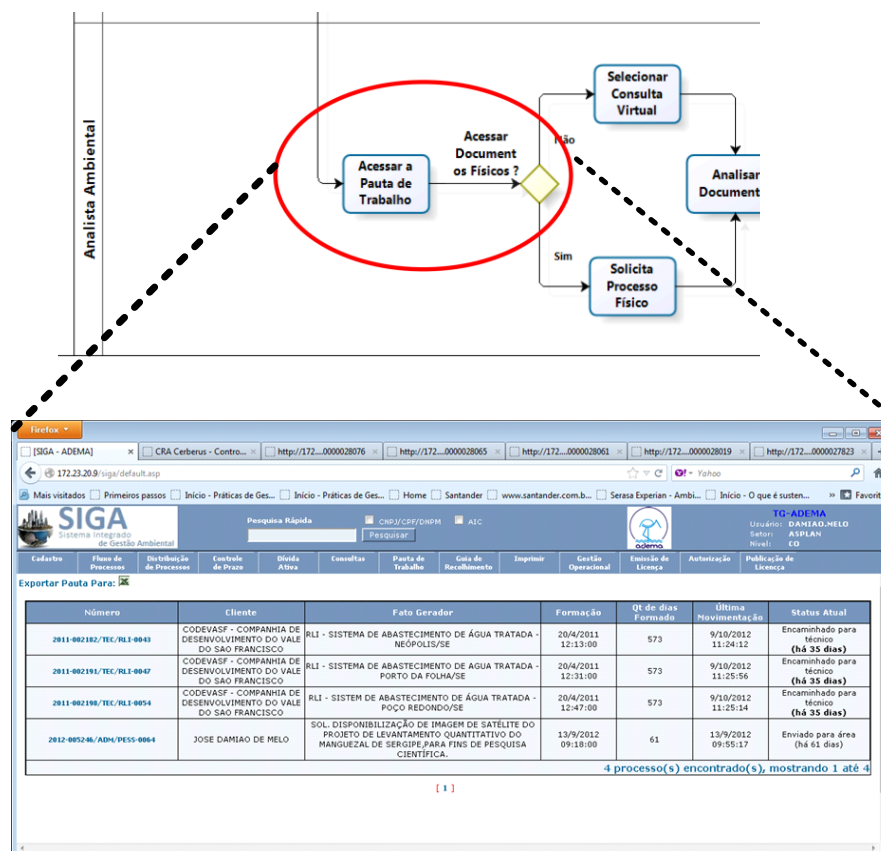 Analista Ambiental
Acessar a
Pauta de
Trabalho
Acessar
Document
os Físicos ?
Não
Sim
Selecionar
Consulta
Virtual
Solicita
Processo
Físico
Analisar
Document
Firefox
[SIGA - ADEMA]
CRA Cerberus - Contro...
http://172....0000028076
http://172....0000028065
http://172....0000028061
http://172....0000028019
http://172....0000027823
172.23.20.9/siga/default.asp
Yahoo
Mais visitados
Primeiros passos
Início - Práticas de Ges...
Início - Práticas de Ges...
Home
Santander
www.santander.com.b...
Serasa Experian - Ambi...
Início - O que é susten...
»
Favorit
SIGA
Sistema Integrado
de Gestão Ambiental
Pesquisa Rápida
CNPJ/CPF/DNPM
AIC
Pesquisar
adema
TG-ADEMA
Usuário: DAMIAO.MELO
Setor: ASPLAN
Nível: CO
Cadastro
Fluxo de
Processos
Distribuição
de Processos
Controle
de Prazo
Dívida
Ativa
Consultas
Pauta de
Trabalho
Guia de
Recolhimento
Imprimir
Gestão
Operacional
Emissão de
Licença
Autorização
Publicação de
Licença
Exportar Pauta Para:
Número
Cliente
Fato Gerador
Formação
Qt de dias
Formado
Última
Movimentação
Status Atual
2011-002182/TEC/RLI-0043
CODEVASF - COMPANHIA DE
DESENVOLVIMENTO DO VALE
DO SAO FRANCISCO
RLI - SISTEMA DE ABASTECIMENTO DE ÁGUA TRATADA -
NEÓPOLIS/SE
20/4/2011
12:13:00
573
9/10/2012
11:24:12
Encaminhado para
técnico
(há 35 dias)
2011-002191/TEC/RLI-0047
CODEVASF - COMPANHIA DE
DESENVOLVIMENTO DO VALE
DO SAO FRANCISCO
RLI - SISTEMA DE ABASTECIMENTO DE ÁGUA TRATADA -
PORTO DA FOLHA/SE
20/4/2011
12:31:00
573
9/10/2012
11:25:56
Encaminhado para
técnico
(há 35 dias)
2011-002198/TEC/RLI-0054
CODEVASF - COMPANHIA DE
DESENVOLVIMENTO DO VALE
DO SAO FRANCISCO
RLI - SISTEM DE ABASTECIMENTO DE ÁGUA TRATADA -
POÇO REDONDO/SE
20/4/2011
12:47:00
573
9/10/2012
11:25:14
Encaminhado para
técnico
(há 35 dias)
2012-005246/ADM/PESS-0064
JOSE DAMIAO DE MELO
SOL. DISPONIBILIZAÇÃO DE IMAGEM DE SATÉLITE DO
PROJETO DE LEVANTAMENTO QUANTITATIVO DO
MANGUEZAL DE SERGIPE,PARA FINS DE PESQUISA
CIENTÍFICA.
13/9/2012
09:18:00
61
13/9/2012
09:55:17
Enviado para área
(há 61 dias)
4 processo(s) encontrado(s), mostrando 1 até 4
[ 1 ]